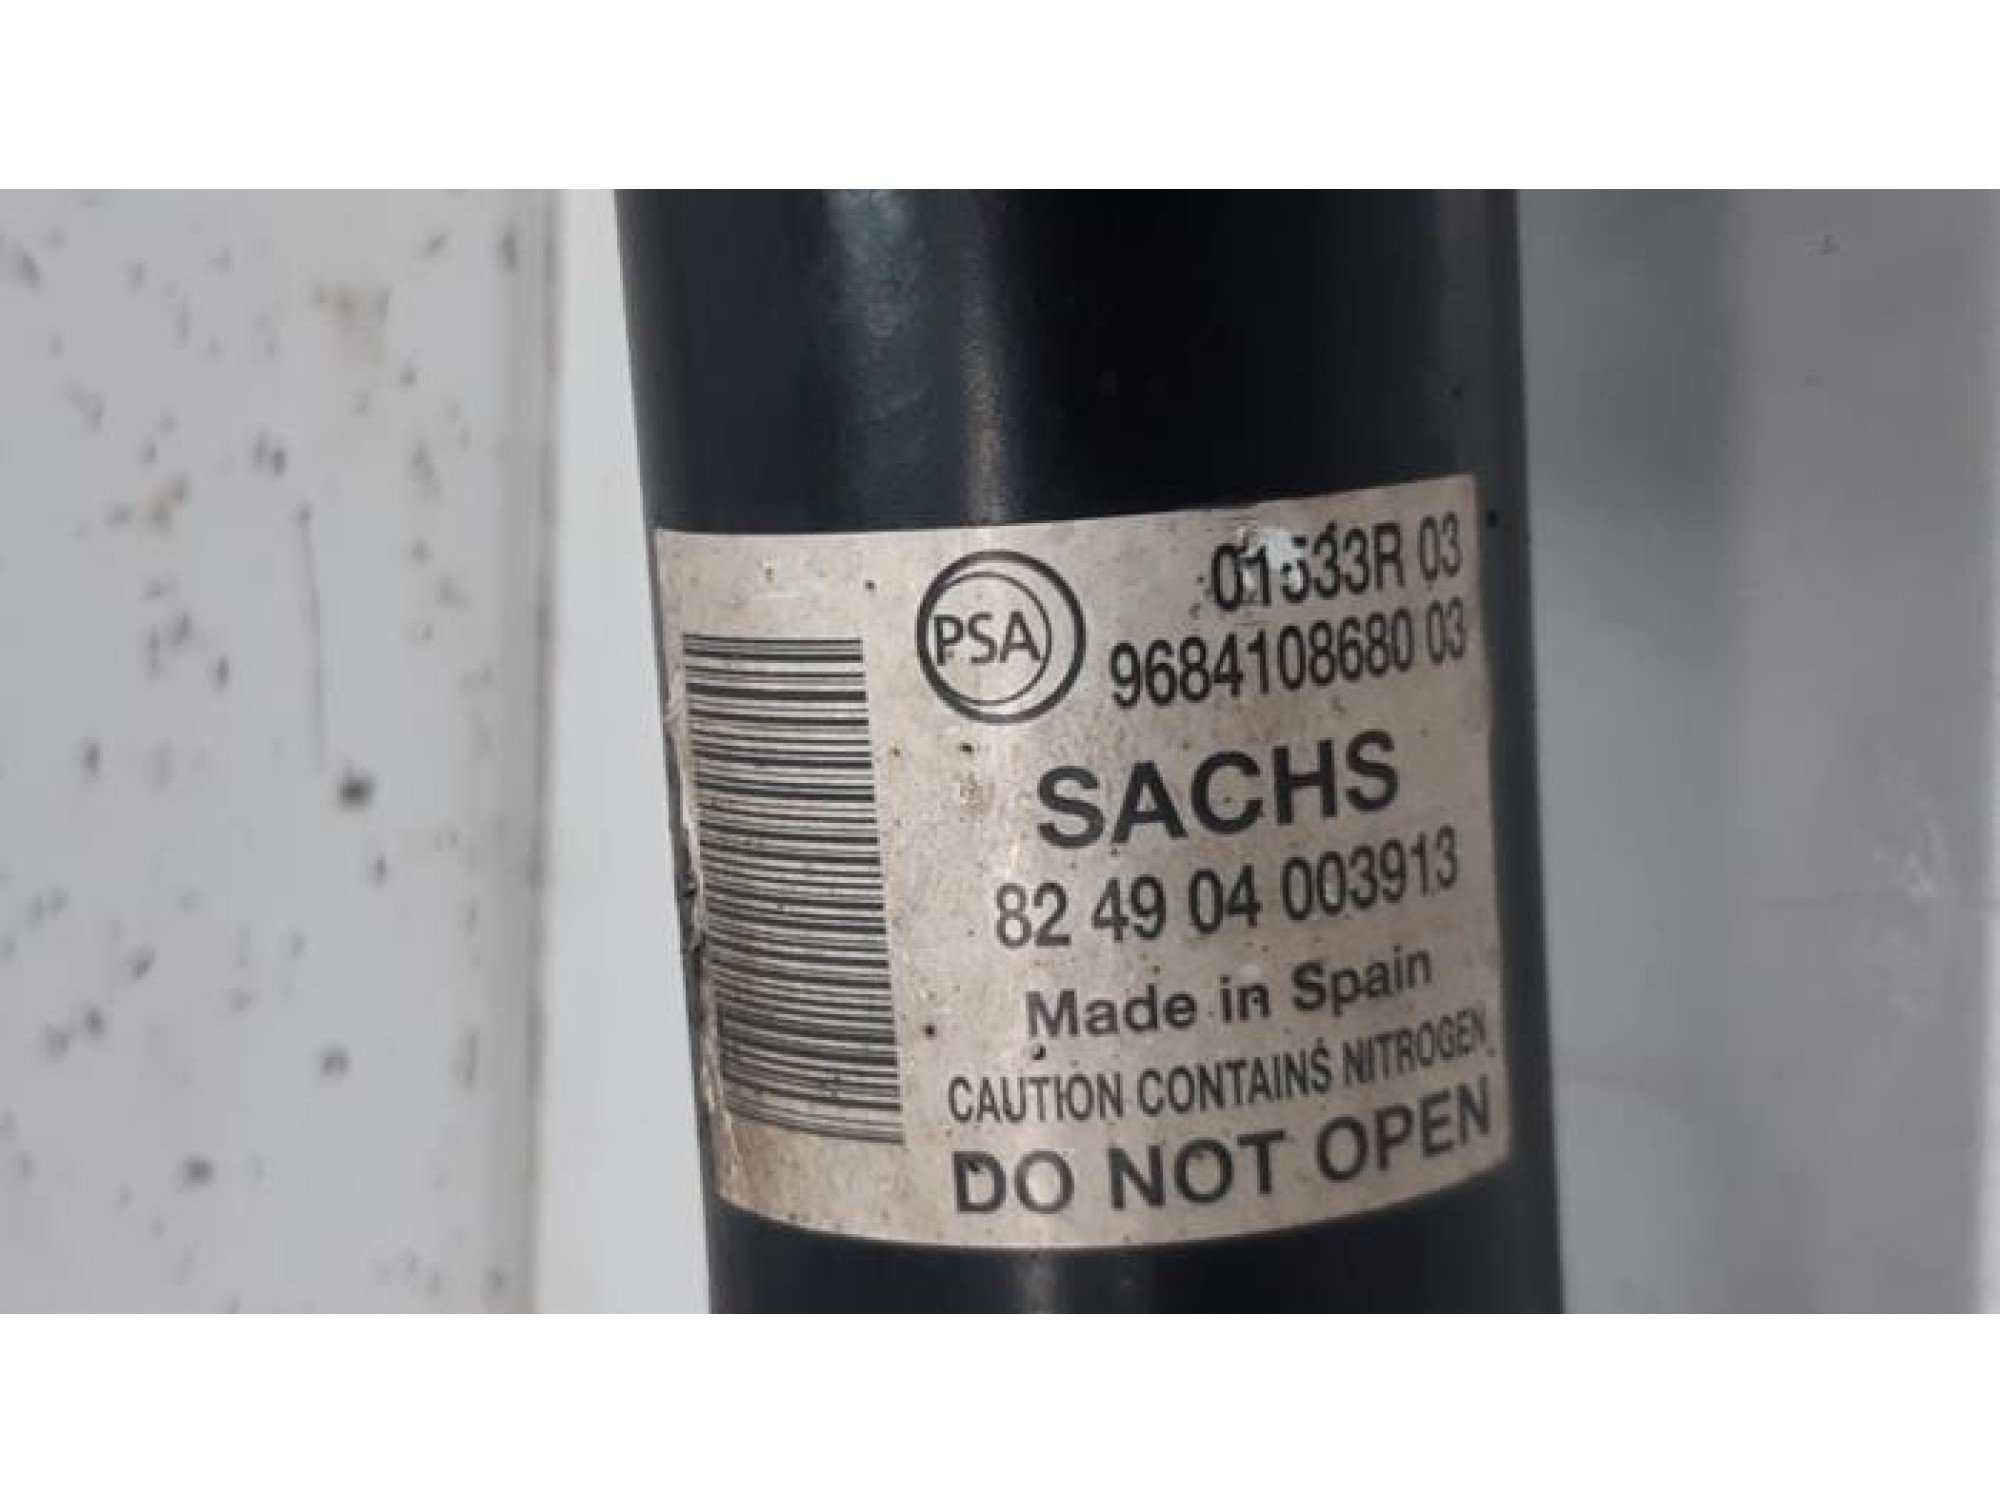 01533R 03
PSA
9684108680 03
SACHS
82 49 04 003913
Made in Spain
CAUTION CONTAINS NITROGEN
DO NOT OPEN